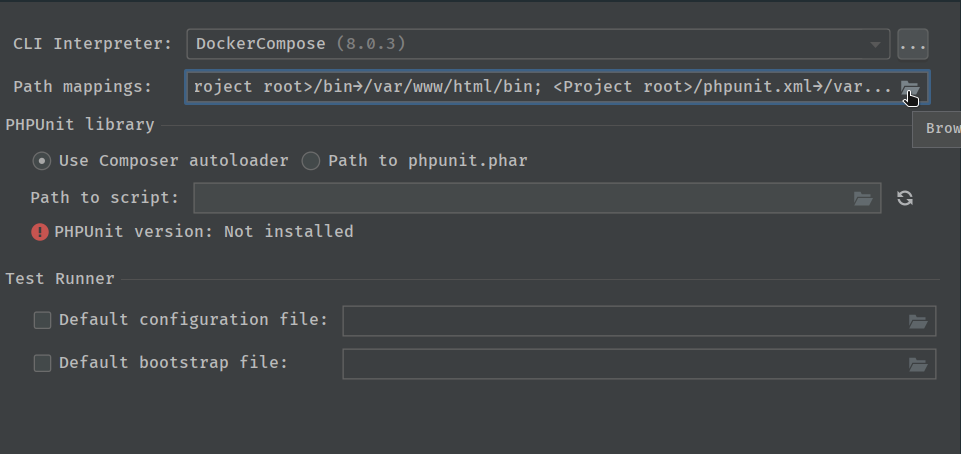 CLI Interpreter: DockerCompose (8.0.3) ...
Path mappings: roject root>/bin→/var/www/html/bin; <Project root>/phpunit.xml→/var...
PHPUnit library
Brow
Use Composer autoloader Path to phpunit.phar
Path to script:
! PHPUnit version: Not installed
Test Runner
Default configuration file:
Default bootstrap file: